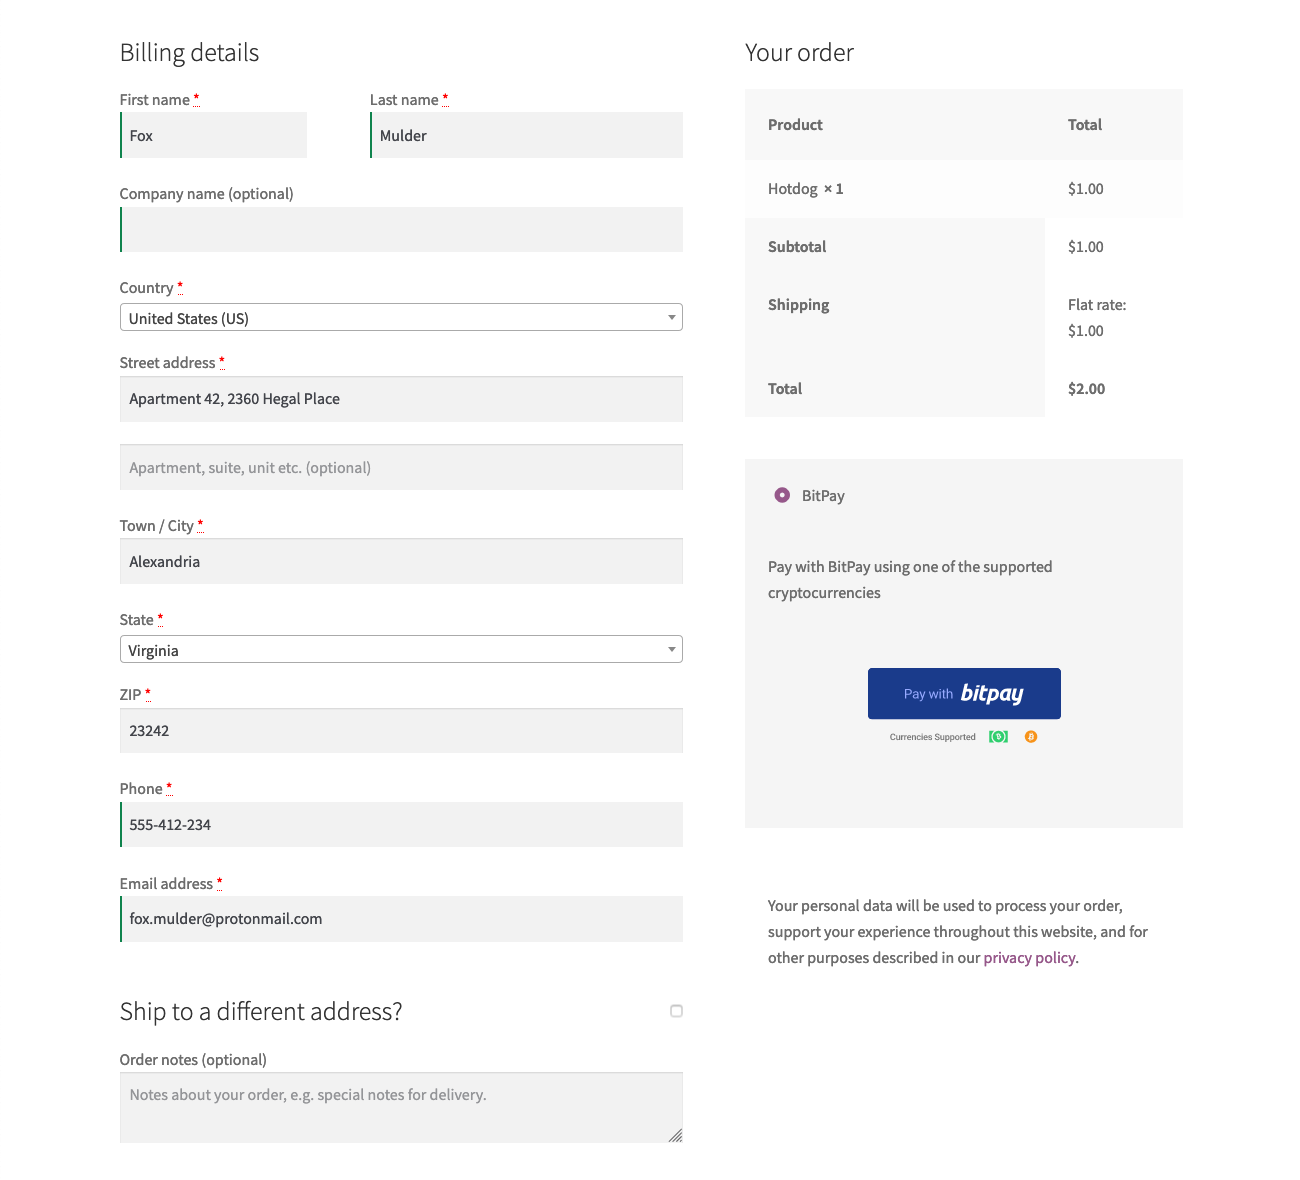 Billing details
First name *
Last name *
Fox
Mulder
Company name (optional)
Country *
United States (US)
Street address *
Apartment 42, 2360 Hegal Place
Apartment, suite, unit etc. (optional)
Town / City *
Alexandria
State *
Virginia
ZIP *
23242
Phone *
555-412-234
Email address *
fox.mulder@protonmail.com
Ship to a different address?
Order notes (optional)
Notes about your order, e.g. special notes for delivery.
Your order
Product Total
Hotdog × 1 $1.00
Subtotal $1.00
Shipping Flat rate:
$1.00
Total $2.00
BitPay
Pay with BitPay using one of the supported
cryptocurrencies
Pay with bitpay
Currencies Supported
Your personal data will be used to process your order,
support your experience throughout this website, and for
other purposes described in our privacy policy.